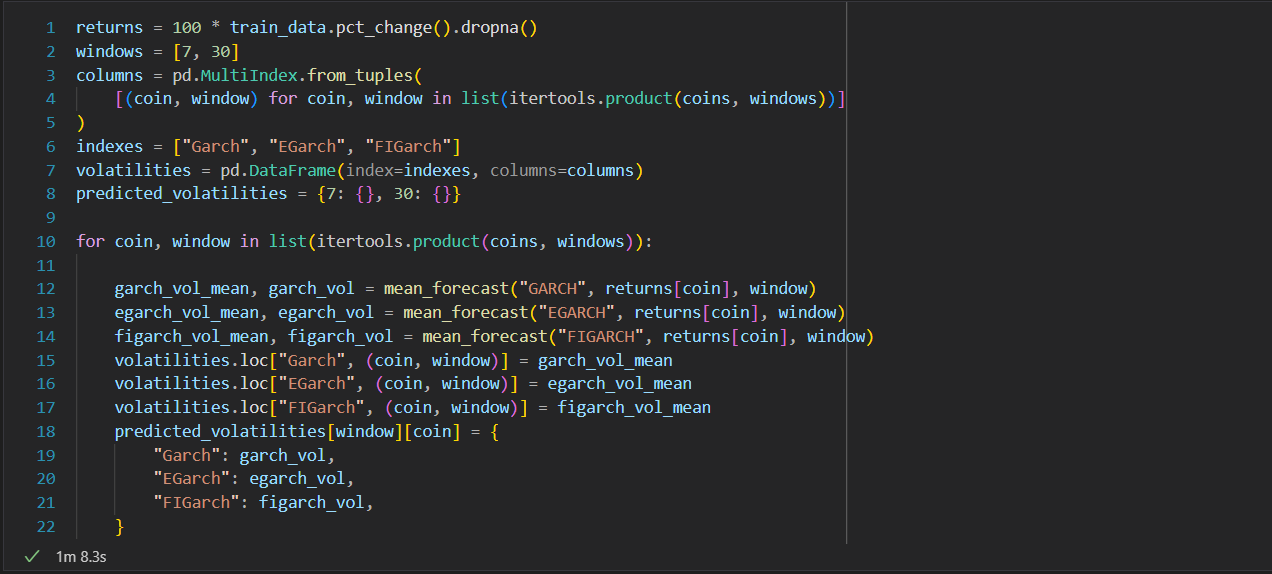 1 returns = 100 * train_data.pct_change().dropna()
2 windows = [7, 30]
3 columns = pd.MultiIndex.from_tuples(
4     [(coin, window) for coin, window in list(itertools.product(coins, windows))]
5 )
6 indexes = ["Garch", "EGarch", "FIGarch"]
7 volatilities = pd.DataFrame(index=indexes, columns=columns)
8 predicted_volatilities = {7: {}, 30: {}}
9
10 for coin, window in list(itertools.product(coins, windows)):
11
12     garch_vol_mean, garch_vol = mean_forecast("GARCH", returns[coin], window)
13     egarch_vol_mean, egarch_vol = mean_forecast("EGARCH", returns[coin], window)
14     figarch_vol_mean, figarch_vol = mean_forecast("FIGARCH", returns[coin], window)
15     volatilities.loc["Garch", (coin, window)] = garch_vol_mean
16     volatilities.loc["EGarch", (coin, window)] = egarch_vol_mean
17     volatilities.loc["FIGarch", (coin, window)] = figarch_vol_mean
18     predicted_volatilities[window][coin] = {
19         "Garch": garch_vol,
20         "EGarch": egarch_vol,
21         "FIGarch": figarch_vol,
22     }
✓ 1m 8.3s